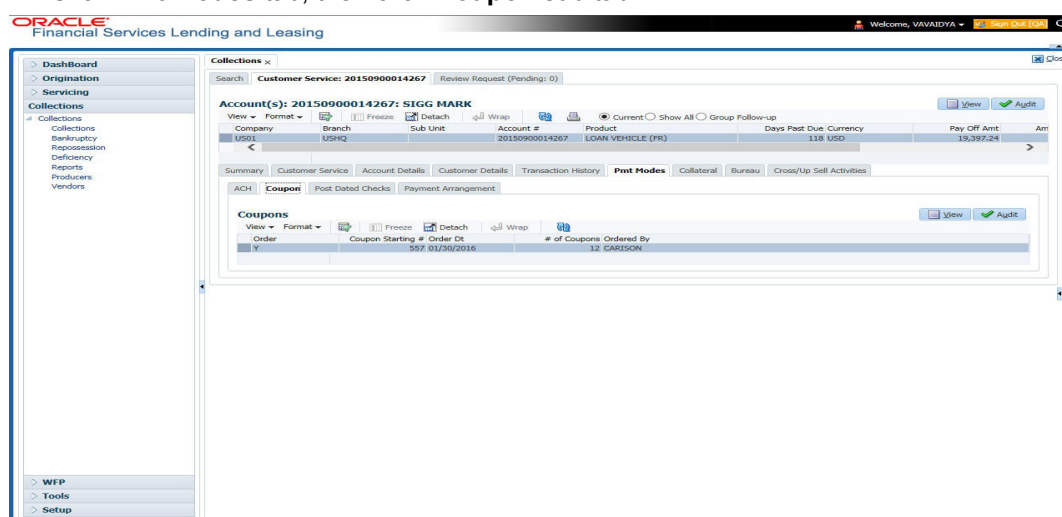 ORACLE
Financial Services Lending and Leasing
Welcome, VAVAIDYA
Sign Out [QA]
DashBoard
Origination
Servicing
Collections
Collections
Collections
Bankruptcy
Repossession
Deficiency
Reports
Producers
Vendors
WFP
Tools
Setup
Collections
Clos
Search Customer Service: 20150900014267 Review Request (Pending: 0)
Account(s): 20150900014267: SIGG MARK
View Audit
View Format Freeze Detach Wrap Current Show All Group Follow-up
Company Branch Sub Unit Account # Product Days Past Due Currency Pay Off Amt Am
US01 USHQ 20150900014267 LOAN VEHICLE (FR) 118 USD 19,397.24
Summary Customer Service Account Details Customer Details Transaction History Pmt Modes Collateral Bureau Cross/Up Sell Activities
ACH Coupon Post Dated Checks Payment Arrangement
Coupons
View Audit
View Format Freeze Detach Wrap
Order Coupon Starting # Order Dt # of Coupons Ordered By
Y 557 01/30/2016 12 CARISON